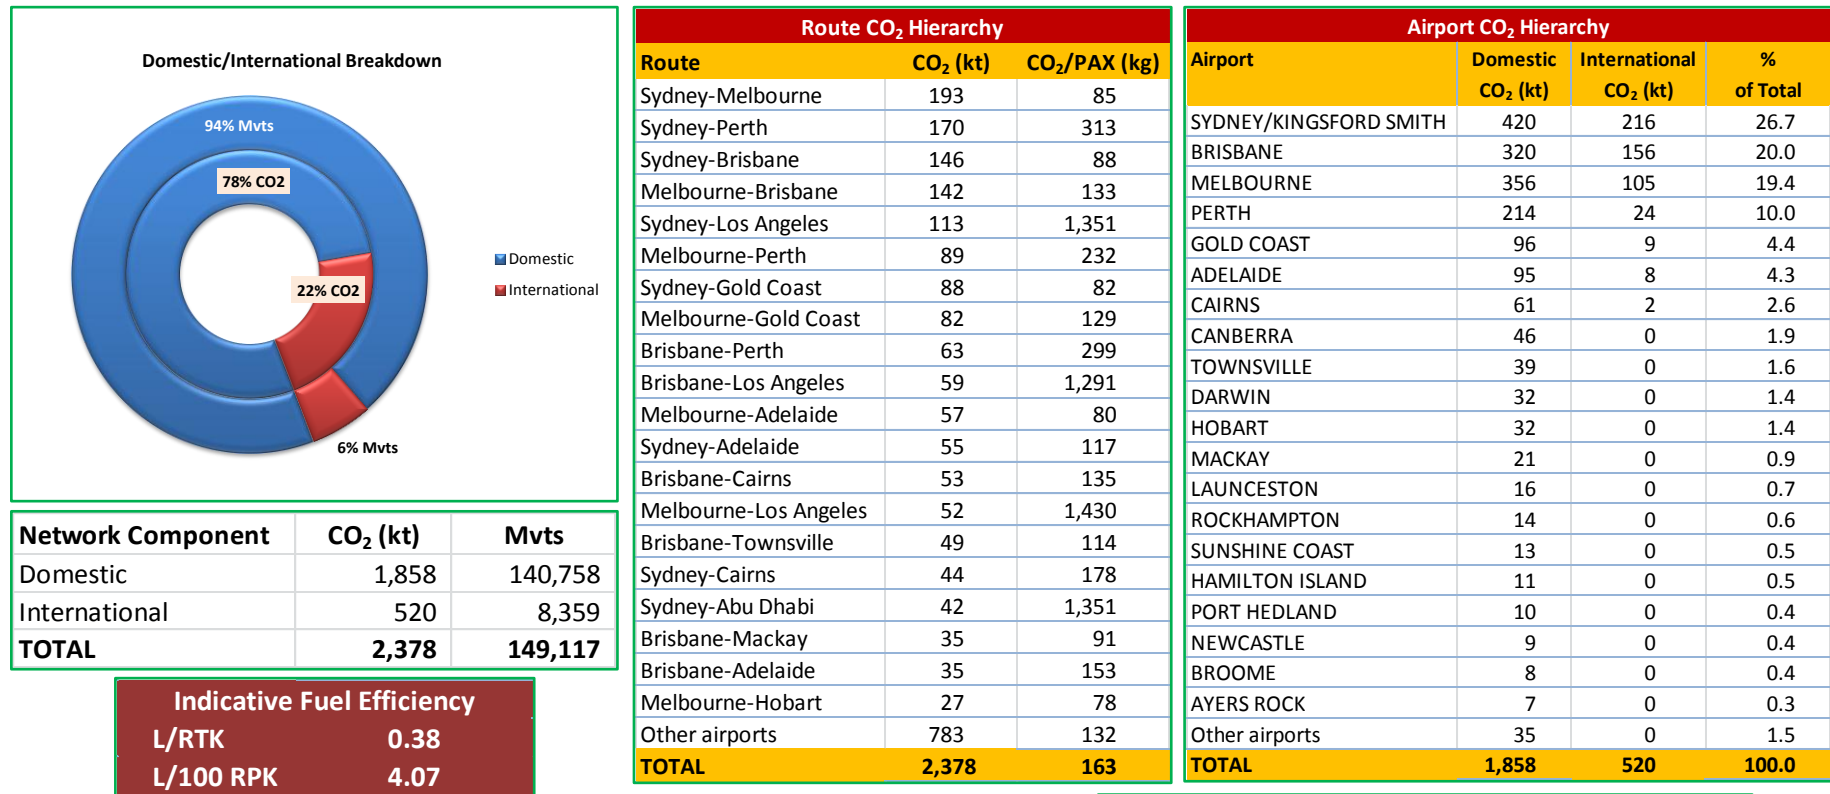 Domestic/International Breakdown
94% Mvts
78% CO2
22% CO2
6% Mvts
Domestic
International
Network Component CO₂ (kt) Mvts
Domestic 1,858 140,758
International 520 8,359
TOTAL 2,378 149,117
Indicative Fuel Efficiency
L/RTK 0.38
L/100 RPK 4.07
Route CO₂ Hierarchy
Route CO₂ (kt) CO₂/PAX (kg)
Sydney-Melbourne 193 85
Sydney-Perth 170 313
Sydney-Brisbane 146 88
Melbourne-Brisbane 142 133
Sydney-Los Angeles 113 1,351
Melbourne-Perth 89 232
Sydney-Gold Coast 88 82
Melbourne-Gold Coast 82 129
Brisbane-Perth 63 299
Brisbane-Los Angeles 59 1,291
Melbourne-Adelaide 57 80
Sydney-Adelaide 55 117
Brisbane-Cairns 53 135
Melbourne-Los Angeles 52 1,430
Brisbane-Townsville 49 114
Sydney-Cairns 44 178
Sydney-Abu Dhabi 42 1,351
Brisbane-Mackay 35 91
Brisbane-Adelaide 35 153
Melbourne-Hobart 27 78
Other airports 783 132
TOTAL 2,378 163
Airport CO₂ Hierarchy
Airport Domestic International %
CO₂ (kt) CO₂ (kt) of Total
SYDNEY/KINGSFORD SMITH 420 216 26.7
BRISBANE 320 156 20.0
MELBOURNE 356 105 19.4
PERTH 214 24 10.0
GOLD COAST 96 9 4.4
ADELAIDE 95 8 4.3
CAIRNS 61 2 2.6
CANBERRA 46 0 1.9
TOWNSVILLE 39 0 1.6
DARWIN 32 0 1.4
HOBART 32 0 1.4
MACKAY 21 0 0.9
LAUNCESTON 16 0 0.7
ROCKHAMPTON 14 0 0.6
SUNSHINE COAST 13 0 0.5
HAMILTON ISLAND 11 0 0.5
PORT HEDLAND 10 0 0.4
NEWCASTLE 9 0 0.4
BROOME 8 0 0.4
AYERS ROCK 7 0 0.3
Other airports 35 0 1.5
TOTAL 1,858 520 100.0